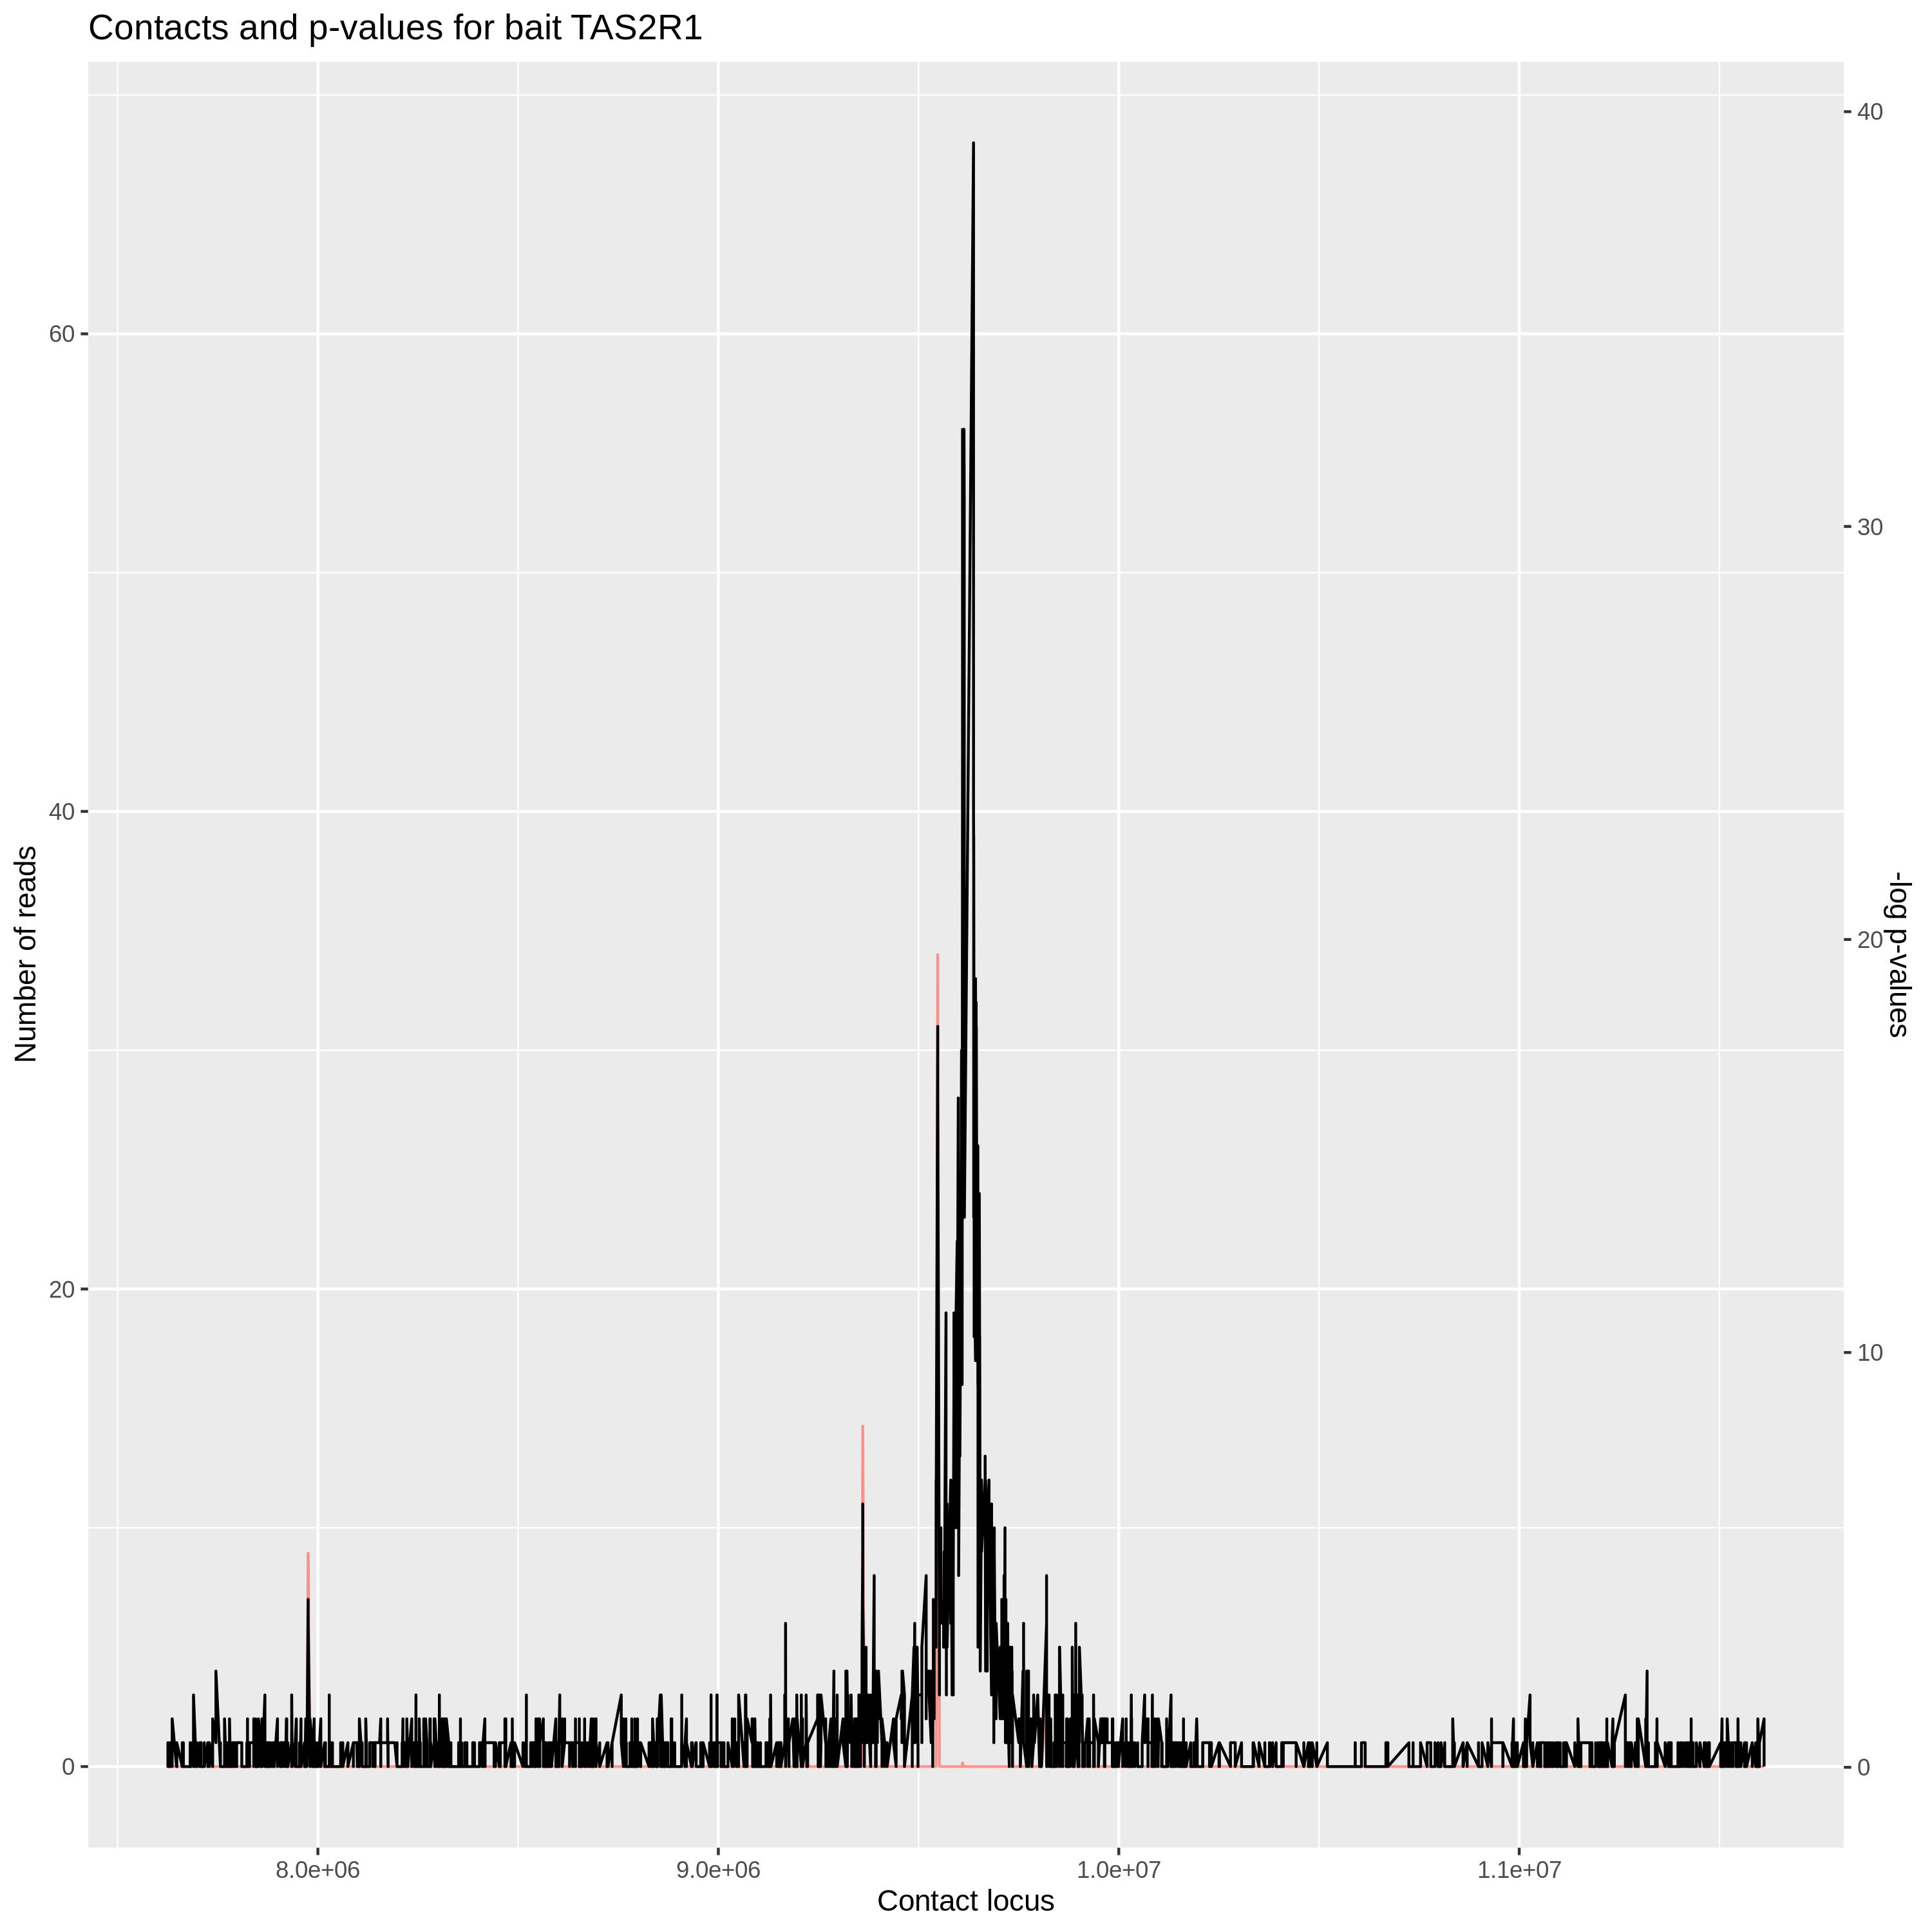 Contacts and p-values for bait TAS2R1
Number of reads
60
40
20
0
40
30
20
10
0
-log p-values
8.0e+06 9.0e+06 1.0e+07 1.1e+07
Contact locus